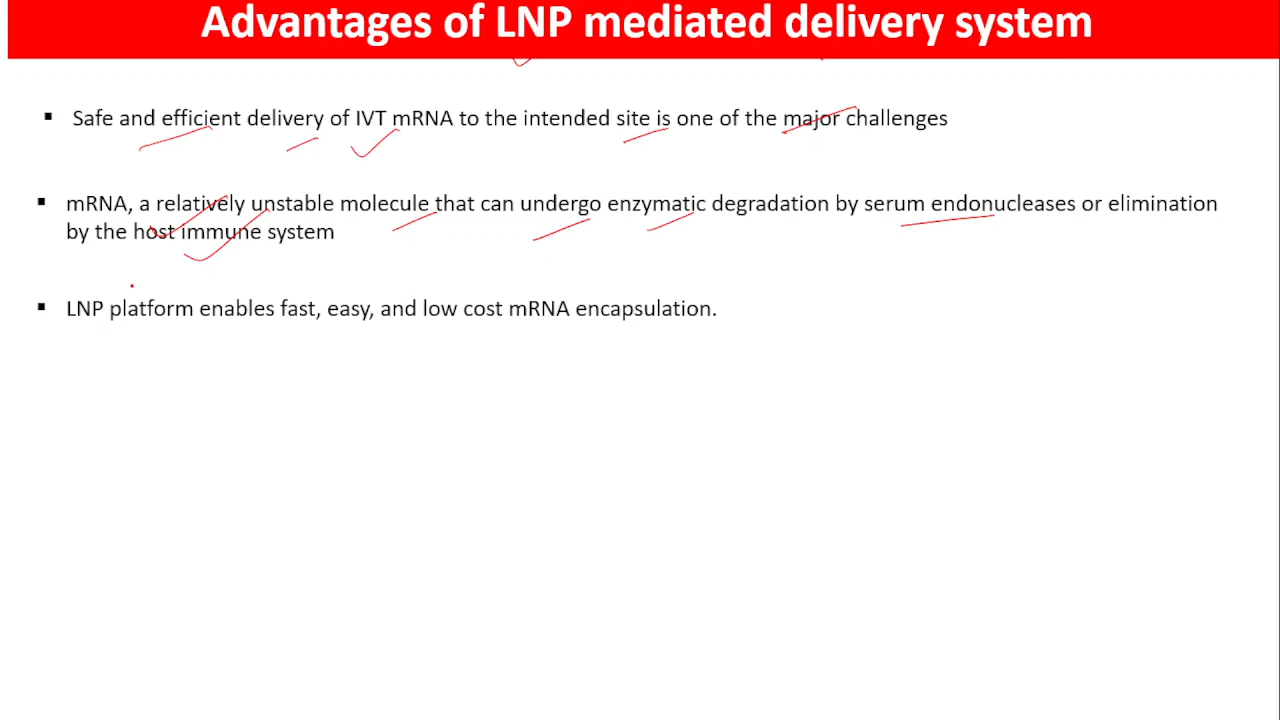 Advantages of LNP mediated delivery system
▪ Safe and efficient delivery of IVT mRNA to the intended site is one of the major challenges
▪ mRNA, a relatively unstable molecule that can undergo enzymatic degradation by serum endonucleases or elimination
by the host immune system
▪ LNP platform enables fast, easy, and low cost mRNA encapsulation.